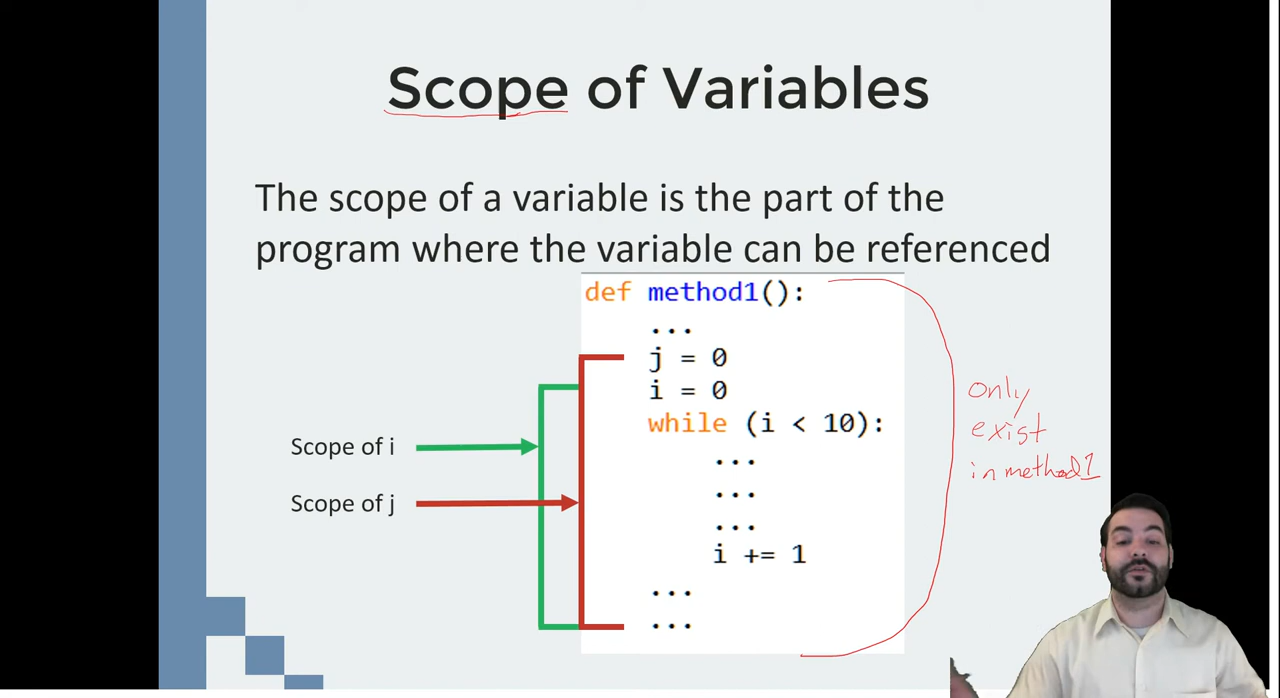 Scope of Variables
The scope of a variable is the part of the
program where the variable can be referenced
def method1():
...
j = 0
i = 0
while (i < 10):
...
...
...
i += 1
...
...
Scope of i
Scope of j
only
exist
in method1